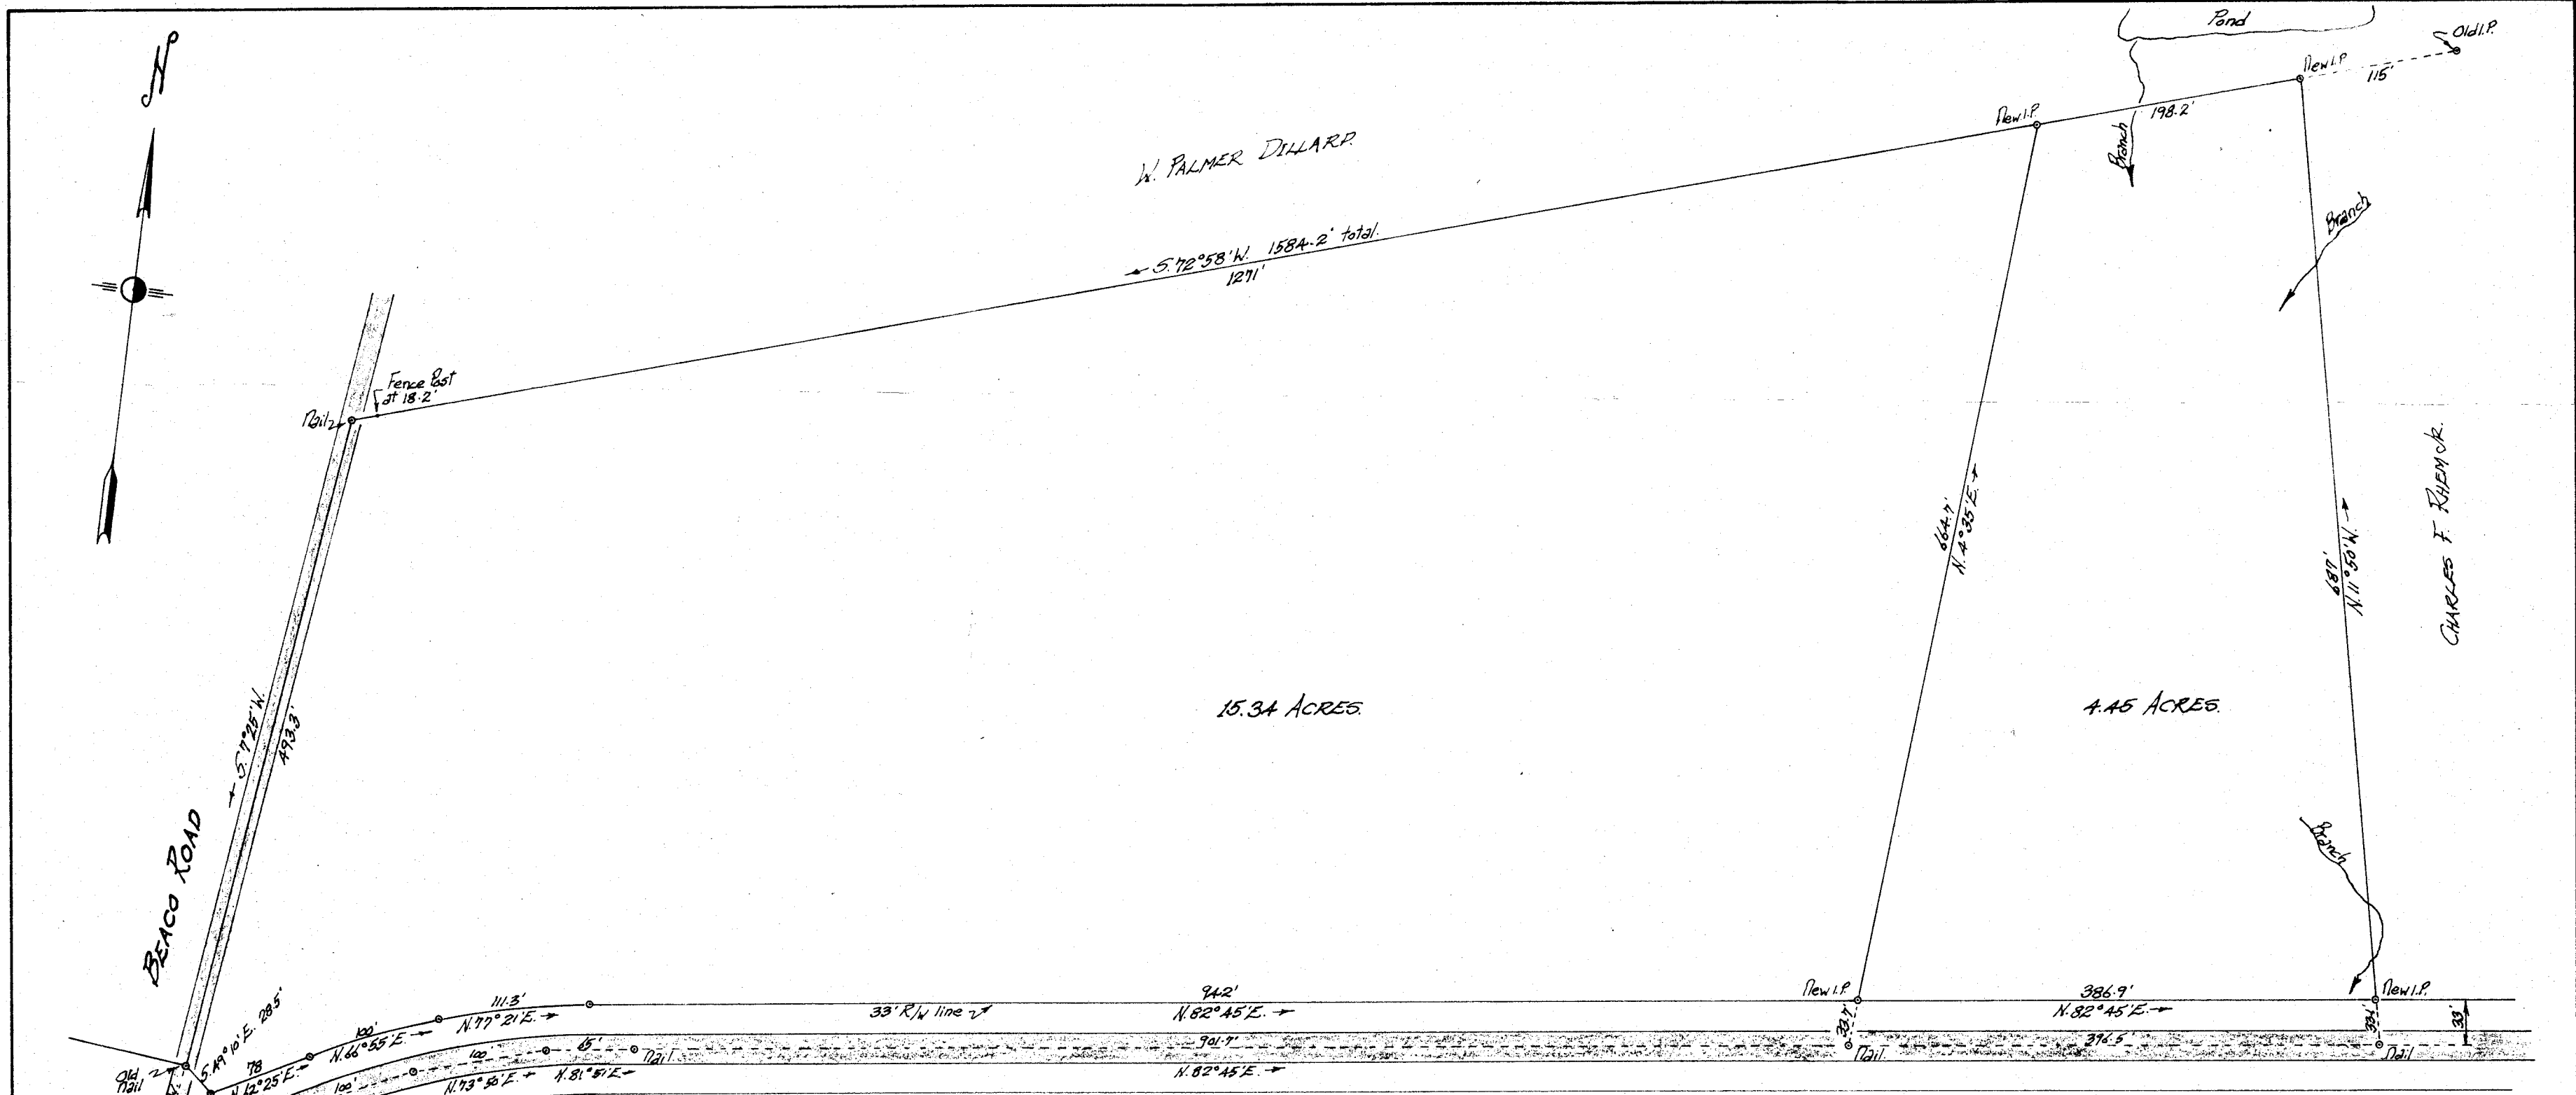 N
Pond
Old I.P.
New I.P.
115'
198.2'
New I.P.
Branch
W. PALMER DILLARD.
Branch
S.72°58'W. 1584.2' total.
1271'
Fence Post
at 18.2'
Nail
664.7'
N.4°35'E.
687'
N.11°50'W.
CHARLES F. RHEM JR.
S.7°25'W.
493.3'
15.34 ACRES.
4.45 ACRES.
BEACO ROAD
Branch
New I.P.
New I.P.
942'
N.82°45'E.
386.9'
N.82°45'E.
33' R/W line
111.3'
N.77°21'E.
100'
N.66°55'E.
S.49°10'E. 28.5'
78
Old
Nail
100'
100
65'
Nail
901.7'
33.7'
Nail
396.5'
33'
Nail
N.73°50'E.
N.81°51'E.
N.82°45'E.